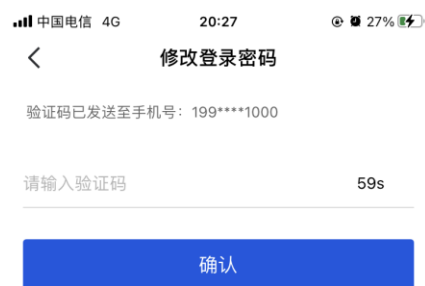 中国电信 4G 20:27 27%
修改登录密码
验证码已发送至手机号：199****1000
请输入验证码 59s
确认